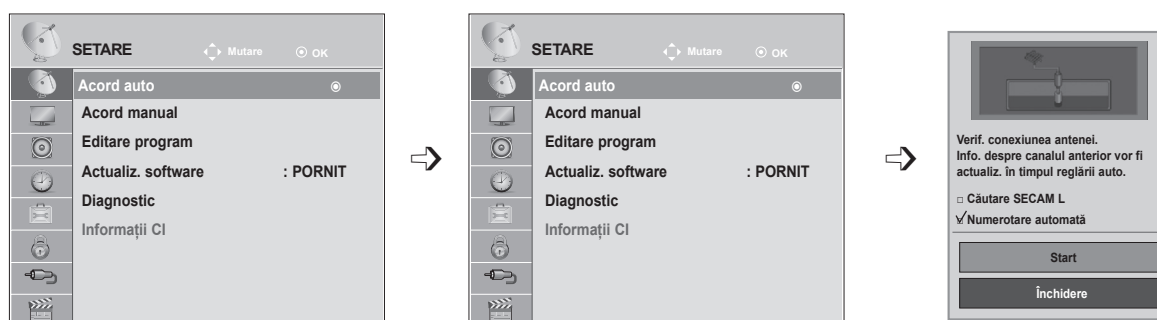 SETARE Mutare OK
Acord auto
Acord manual
Editare program
Actualiz. software : PORNIT
Diagnostic
Informații CI
SETARE Mutare OK
Acord auto
Acord manual
Editare program
Actualiz. software : PORNIT
Diagnostic
Informații CI
Verif. conexiunea antenei.
Info. despre canalul anterior vor fi
actualiz. în timpul reglării auto.
Căutare SECAM L
Numerotare automată
Start
Închidere